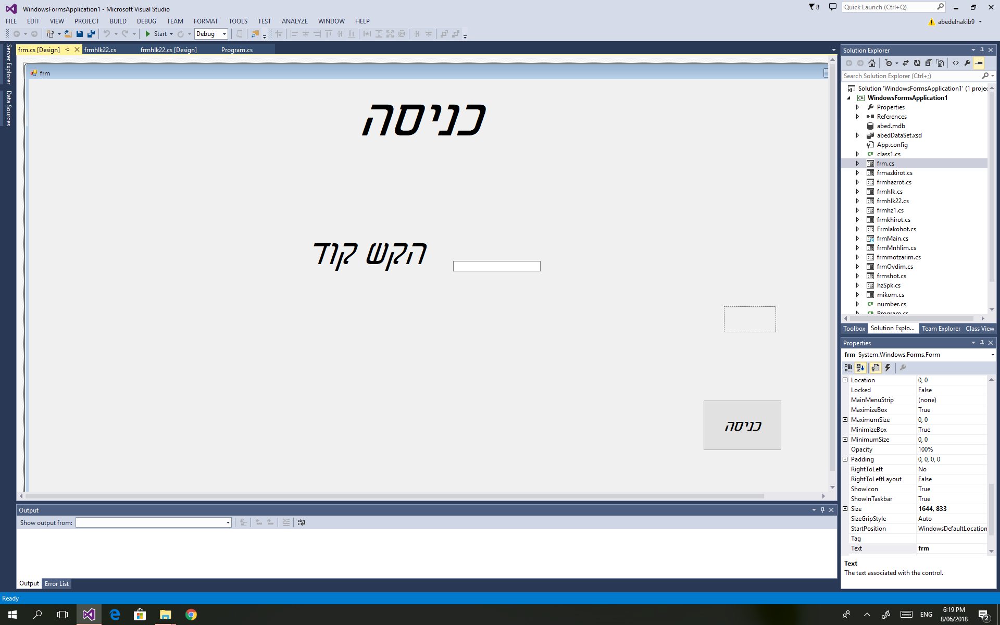 WindowsFormsApplication1 - Microsoft Visual Studio
8
Quick Launch (Ctrl+Q)
FILE EDIT VIEW PROJECT BUILD DEBUG TEAM FORMAT TOOLS TEST ANALYZE WINDOW HELP
abedelnakib9
Start
Debug
Server Explorer
Data Sources
frm.cs [Design] frmhlk22.cs frmhlk22.cs [Design] Program.cs
frm
כניסה
הקש קוד
כניסה
Output
Show output from:
Output Error List
Solution Explorer
Search Solution Explorer (Ctrl+;)
Solution 'WindowsFormsApplication1' (1 projec
WindowsFormsApplication1
Properties
References
abed.mdb
abedDataSet.xsd
App.config
class1.cs
frm.cs
frmazkirot.cs
frmhazrot.cs
frmhlk.cs
frmhlk22.cs
frmhz1.cs
frmkhirot.cs
Frmlakohot.cs
frmMain.cs
frmMnhlim.cs
frmmotzarim.cs
frmOvdim.cs
frmshot.cs
hzSpk.cs
mikom.cs
number.cs
Program.cs
Toolbox Solution Explo... Team Explorer Class View
Properties
frm System.Windows.Forms.Form
Location 0, 0
Locked False
MainMenuStrip (none)
MaximizeBox True
MaximumSize 0, 0
MinimizeBox True
MinimumSize 0, 0
Opacity 100%
Padding 0, 0, 0, 0
RightToLeft No
RightToLeftLayout False
ShowIcon True
ShowInTaskbar True
Size 1644, 833
SizeGripStyle Auto
StartPosition WindowsDefaultLocation
Tag
Text frm
Text
The text associated with the control.
Ready
ENG
6:19 PM
8/06/2018
2